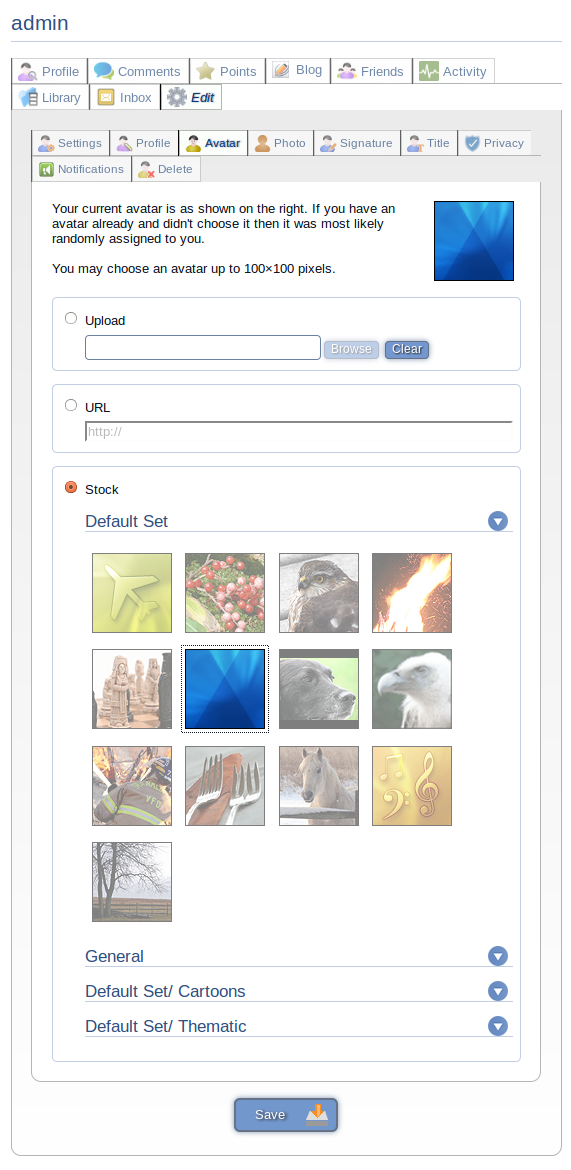 admin
Profile Comments Points Blog Friends Activity
Library Inbox Edit
Settings Profile Avatar Photo Signature Title Privacy
Notifications Delete
Your current avatar is as shown on the right. If you have an
avatar already and didn't choose it then it was most likely
randomly assigned to you.
You may choose an avatar up to 100×100 pixels.
Upload
Browse Clear
URL
http://
Stock
Default Set
VFD
General
Default Set/ Cartoons
Default Set/ Thematic
Save